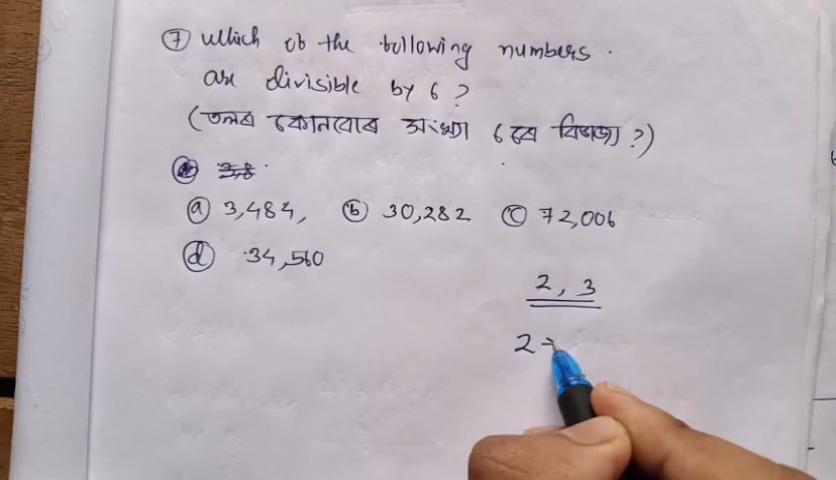 ⑦ Which of the following numbers.
are divisible by 6?
(তলৰ কোনবোৰ সংখ্যা 6 ৰে বিভাজ্য?)
ⓐ 3,484, ⓑ 30,282 ⓒ 72,006
ⓓ 34,560
2, 3
2